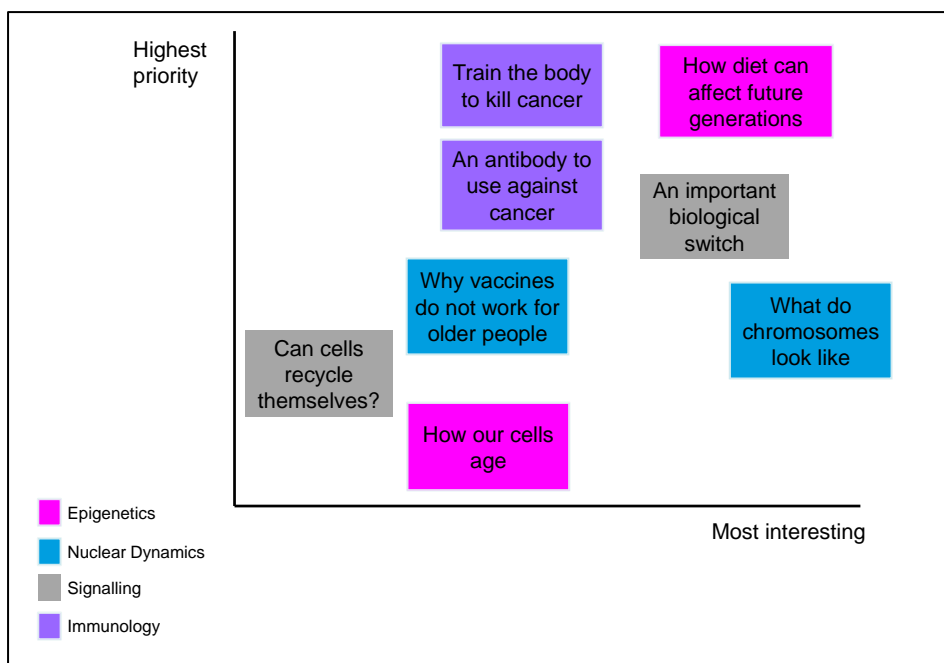 Highest
priority
Train the body
to kill cancer
How diet can
affect future
generations
An antibody to
use against
cancer
An important
biological
switch
Why vaccines
do not work for
older people
What do
chromosomes
look like
Can cells
recycle
themselves?
How our cells
age
Most interesting
Epigenetics
Nuclear Dynamics
Signalling
Immunology